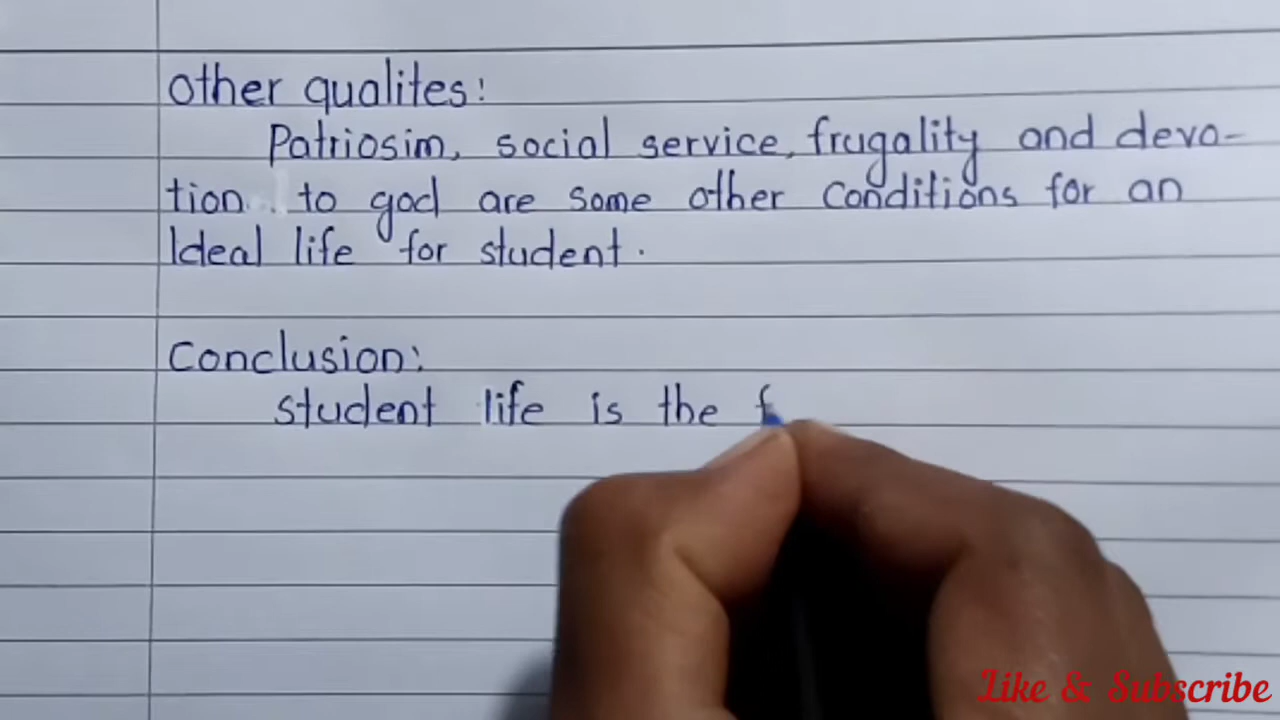 other qualites:
Patriosim, social service, frugality and devo-
tion to god are some other conditions for an
Ideal life for student.
Conclusion:
student life is the f
Like & Subscribe